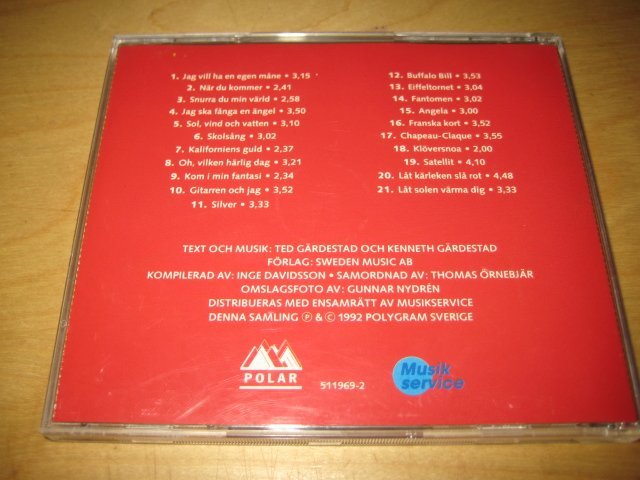 1. Jag vill ha en egen måne • 3,15
2. När du kommer • 2,41
3. Snurra du min värld • 2,58
4. Jag ska fånga en ängel • 3,50
5. Sol, vind och vatten • 3,10
6. Skolsång • 3,02
7. Kaliforniens guld • 2,37
8. Oh, vilken härlig dag • 3,21
9. Kom i min fantasi • 2,34
10. Gitarren och jag • 3,52
11. Silver • 3,33
12. Buffalo Bill • 3,53
13. Eiffeltornet • 3,04
14. Fantomen • 3,02
15. Angela • 3,00
16. Franska kort • 3,52
17. Chapeau-Claque • 3,55
18. Klöversnoa • 2,00
19. Satellit • 4,10
20. Låt kärleken slå rot • 4,48
21. Låt solen värma dig • 3,33
TEXT OCH MUSIK: TED GÄRDESTAD OCH KENNETH GÄRDESTAD
FÖRLAG: SWEDEN MUSIC AB
KOMPILERAD AV: INGE DAVIDSSON • SAMORDNAD AV: THOMAS ÖRNEBJÄR
OMSLAGSFOTO AV: GUNNAR NYDRÉN
DISTRIBUERAS MED ENSAMRÄTT AV MUSIKSERVICE
DENNA SAMLING ℗ & © 1992 POLYGRAM SVERIGE
POLAR
511969-2
Musik
service